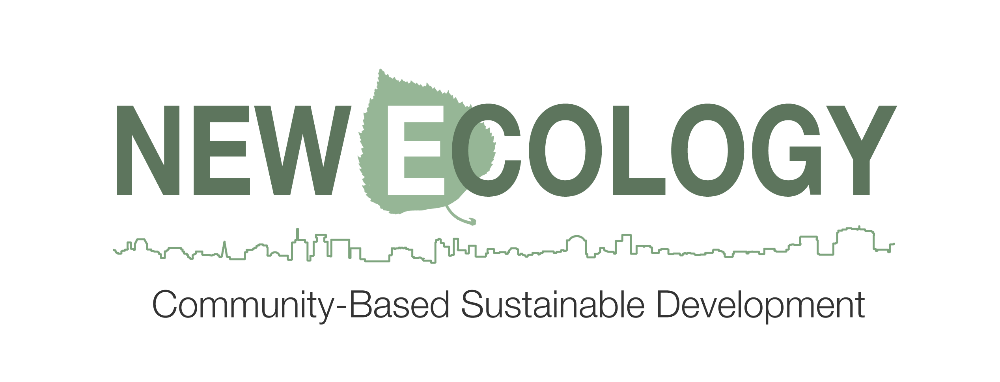 NEW ECOLOGY
Community-Based Sustainable Development